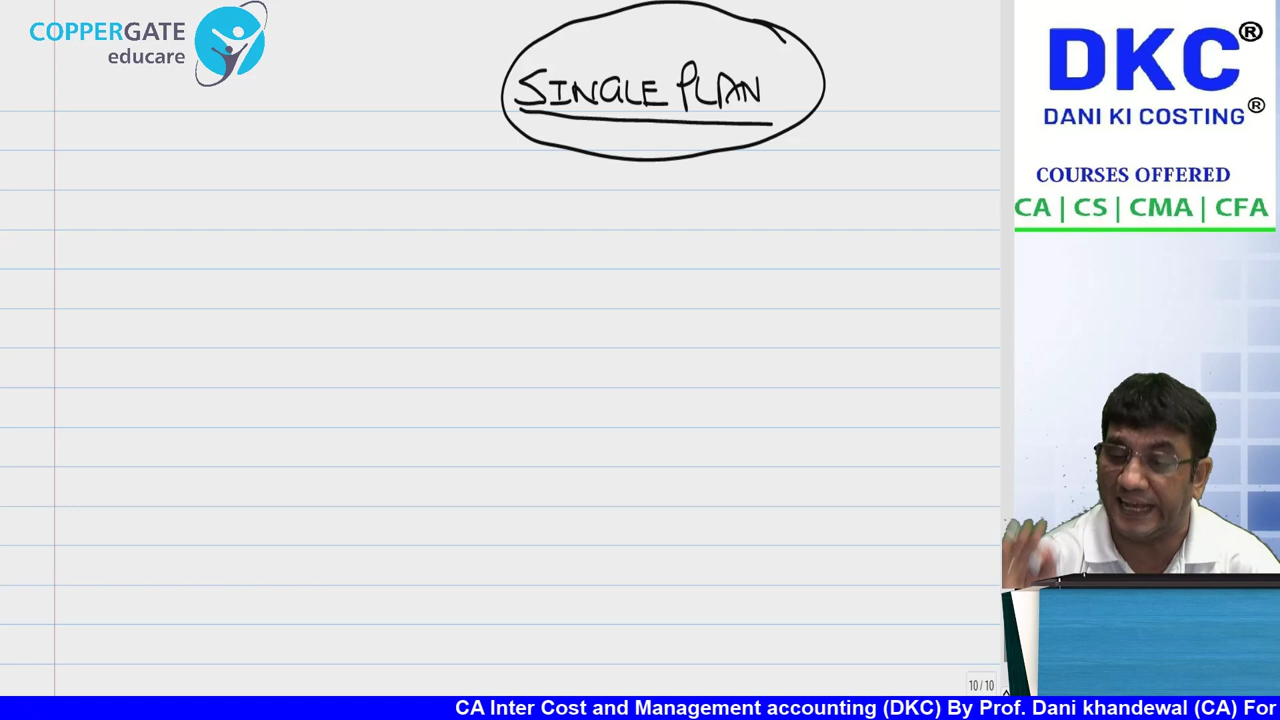 COPPERGATE
educare
SINGLE PLAN
DKC®
DANI KI COSTING®
COURSES OFFERED
CA | CS | CMA | CFA
10/10
CA Inter Cost and Management accounting (DKC) By Prof. Dani khandewal (CA) For